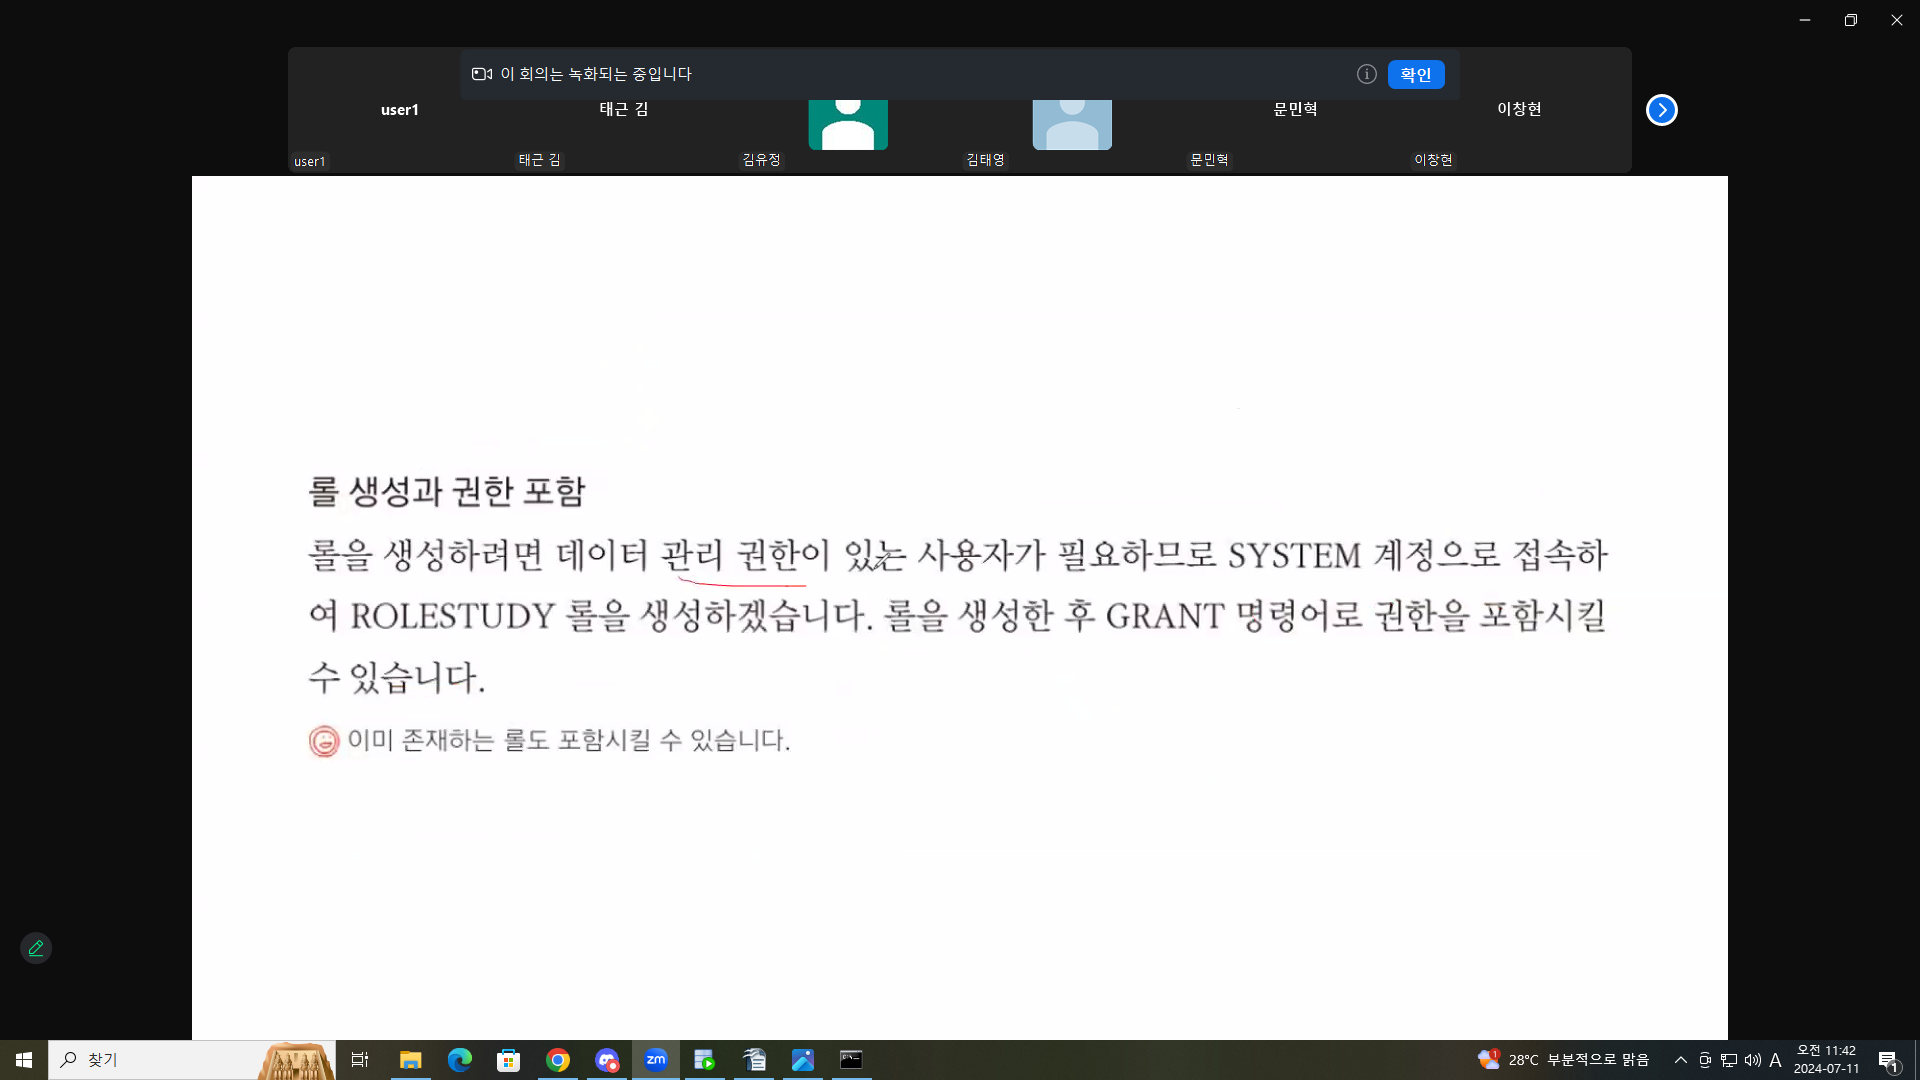 이 회의는 녹화되는 중입니다
확인
user1
태근 김
문민혁
이창현
user1
태근 김
김유정
김태영
문민혁
이창현
롤 생성과 권한 포함
롤을 생성하려면 데이터 관리 권한이 있는 사용자가 필요하므로 SYSTEM 계정으로 접속하
여 ROLESTUDY 롤을 생성하겠습니다. 롤을 생성한 후 GRANT 명령어로 권한을 포함시킬
수 있습니다.
이미 존재하는 롤도 포함시킬 수 있습니다.
찾기
zm
1
28°C 부분적으로 맑음
A
오전 11:42
2024-07-11
1